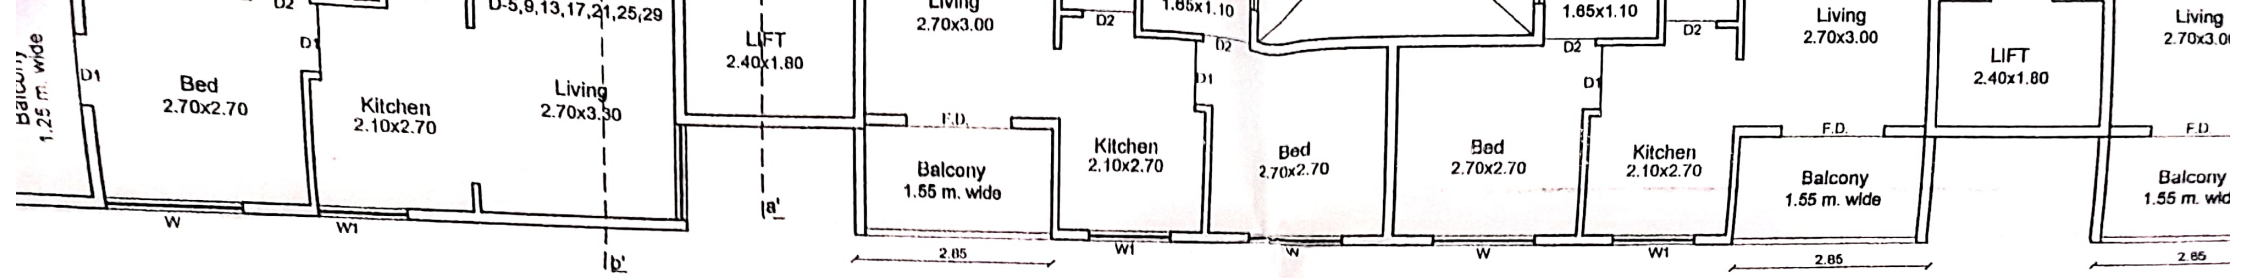 D2
D-5,9,13,17,21,25,29
Balcony
1.25 m. wide
D1
D1
Bed
2.70x2.70
Kitchen
2.10x2.70
Living
2.70x3.30
W
W1
b'
LIFT
2.40x1.80
a'
Living
2.70x3.00
F.D.
Balcony
1.55 m. wide
2.85
D2
1.65x1.10
D2
D1
Kitchen
2.10x2.70
W1
Bed
2.70x2.70
W
Bed
2.70x2.70
W
1.65x1.10
D2
D2
D1
Kitchen
2.10x2.70
W1
Living
2.70x3.00
F.D.
Balcony
1.55 m. wide
2.85
LIFT
2.40x1.80
Living
2.70x3.0
F.D
Balcony
1.55 m. wid
2.85